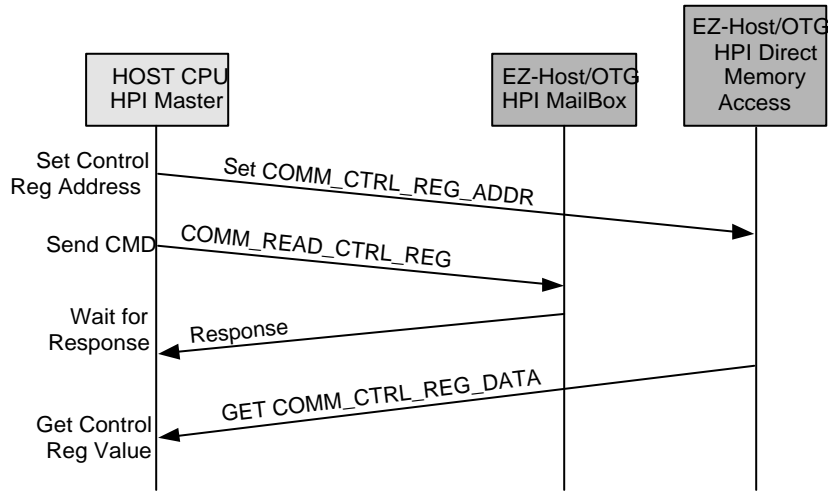 HOST CPU
HPI Master
EZ-Host/OTG
HPI MailBox
EZ-Host/OTG
HPI Direct
Memory
Access
Set Control
Reg Address
Set COMM_CTRL_REG_ADDR
Send CMD
COMM_READ_CTRL_REG
Wait for
Response
Response
GET COMM_CTRL_REG_DATA
Get Control
Reg Value